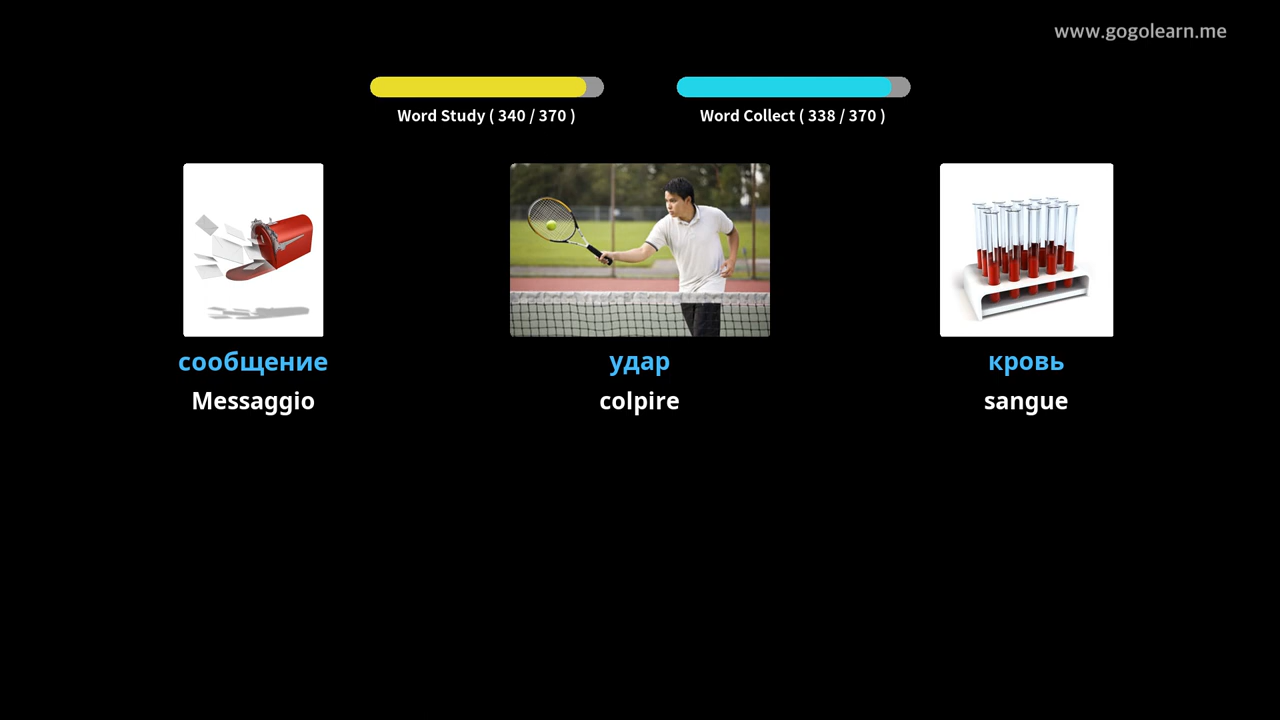 www.gogolearn.me
Word Study ( 340 / 370 )
Word Collect ( 338 / 370 )
сообщение
удар
кровь
Messaggio
colpire
sangue